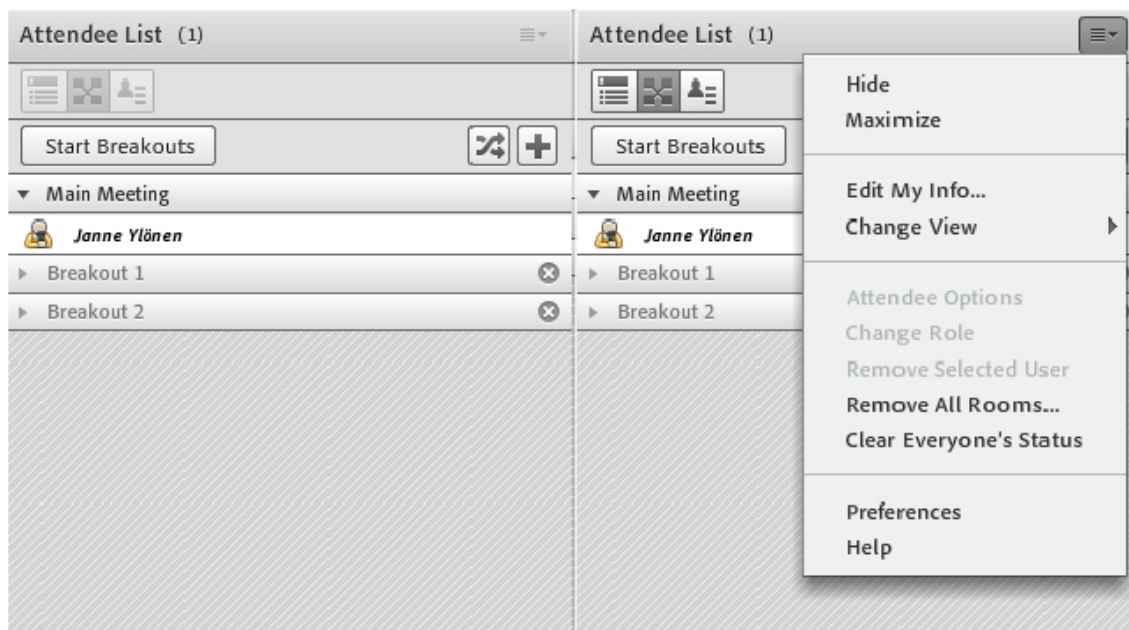 Attendee List (1)
Start Breakouts
Main Meeting
Janne Ylönen
Breakout 1
Breakout 2
Attendee List (1)
Start Breakouts
Main Meeting
Janne Ylönen
Breakout 1
Breakout 2
Hide
Maximize
Edit My Info...
Change View
Attendee Options
Change Role
Remove Selected User
Remove All Rooms...
Clear Everyone's Status
Preferences
Help